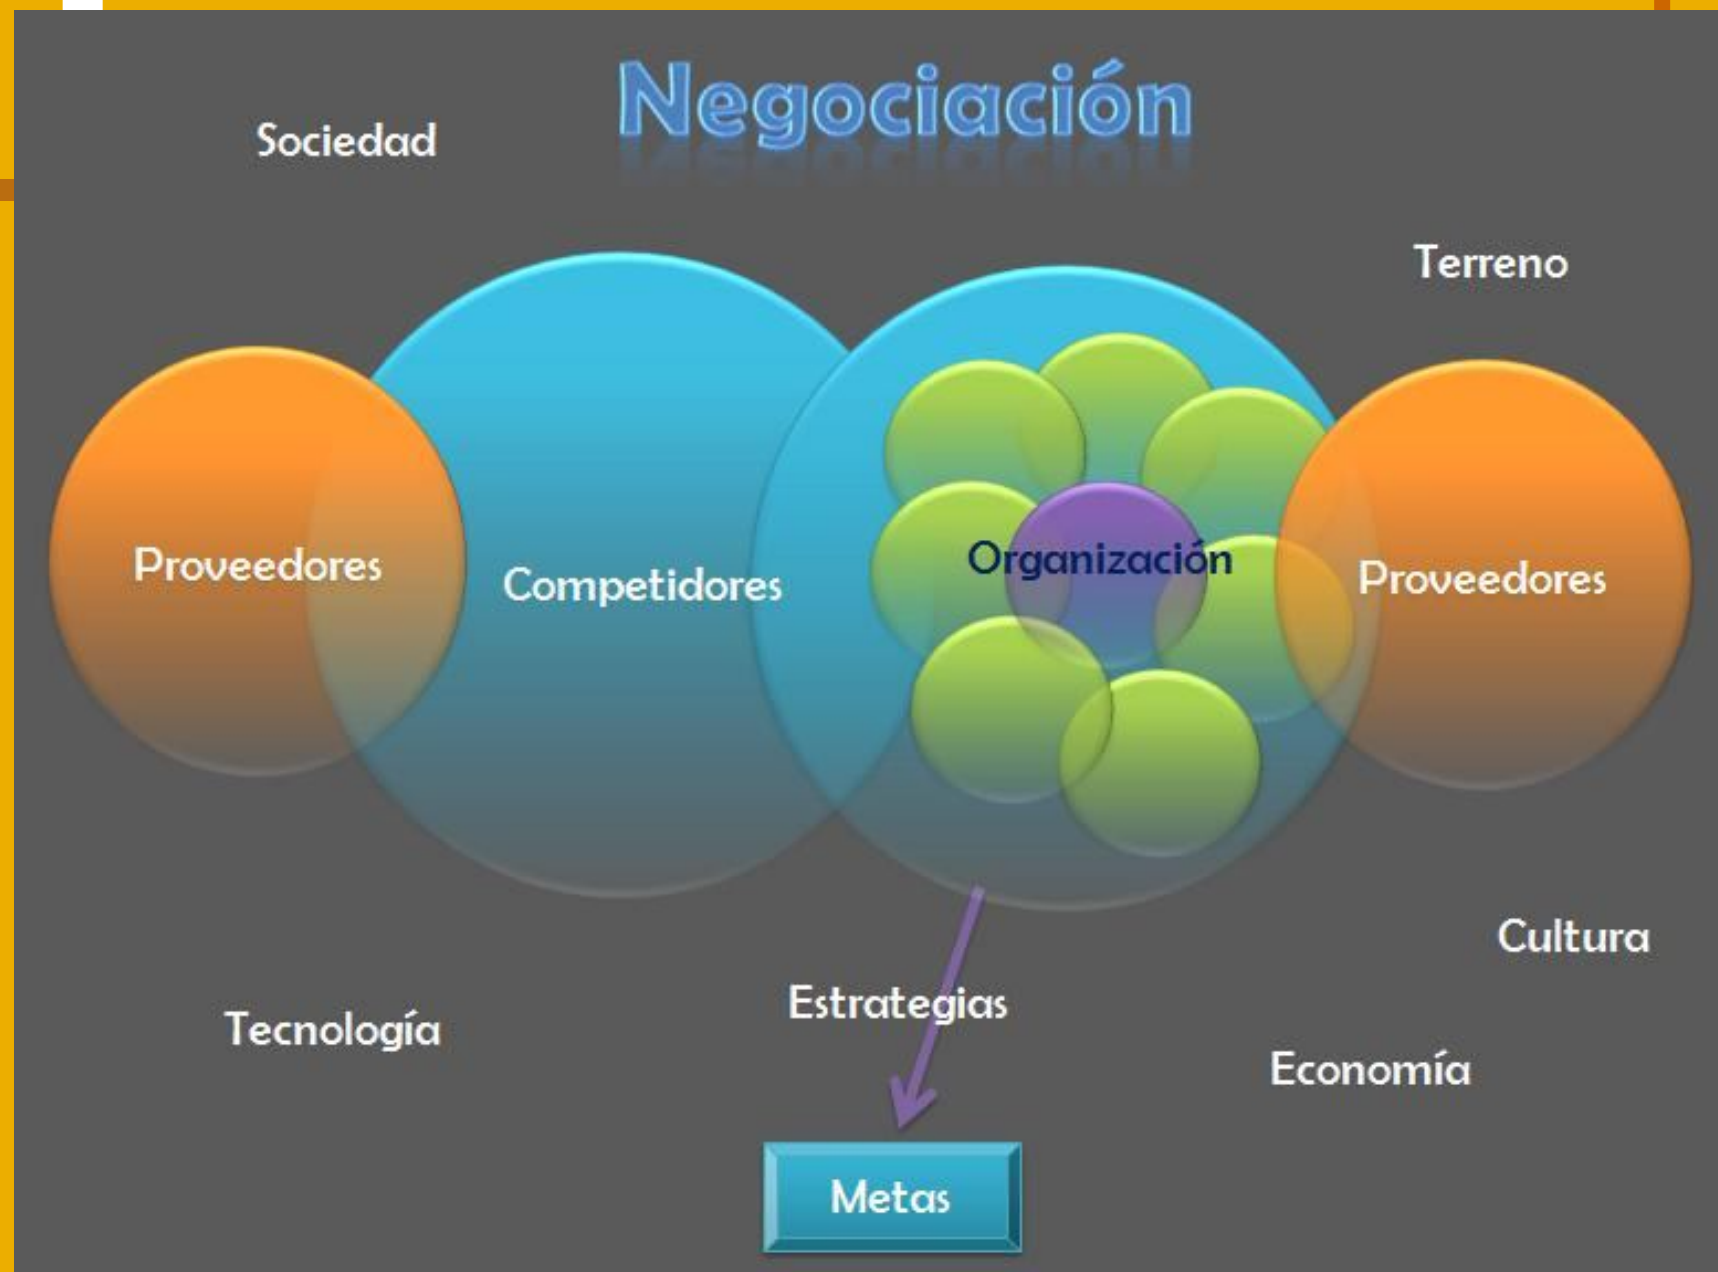 Negociación
Sociedad
Terreno
Proveedores
Competidores
Organización
Proveedores
Cultura
Estrategias
Tecnología
Economía
Metas